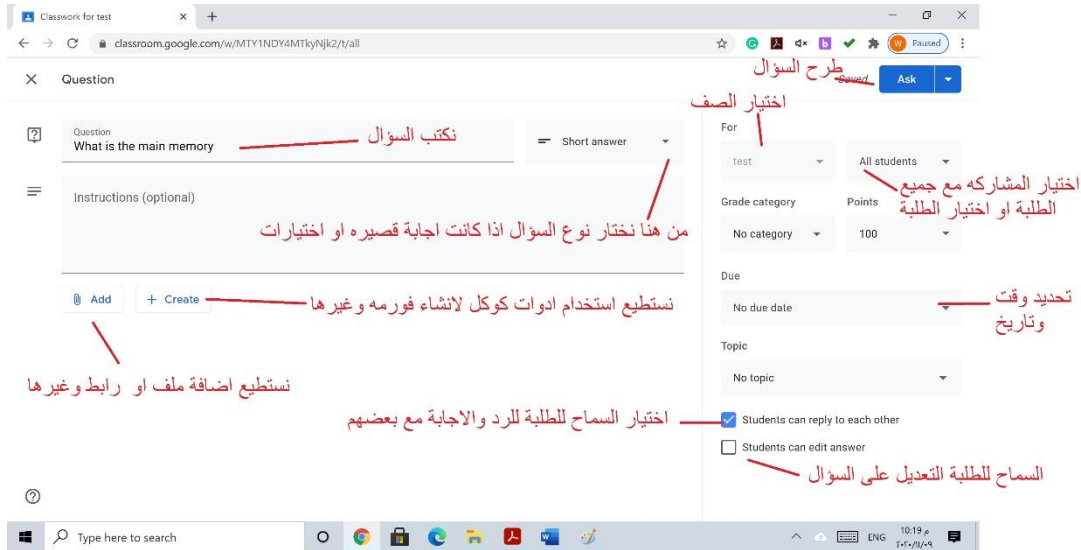 Classwork for test
classroom.google.com/w/MTY1NDY4MTkyNjk2/t/all
Paused
Question
طرح السؤال
Saved
Ask
اختيار الصف
Question
What is the main memory
نكتب السؤال
Short answer
For
test
All students
اختيار المشاركه مع جميع
الطلبة او اختيار الطلبة
Instructions (optional)
من هنا نختار نوع السؤال اذا كانت اجابة قصيره او اختيارات
Grade category
Points
No category
100
Add
+ Create
نستطيع استخدام ادوات كوكل لانشاء فورمه وغيرها
Due
No due date
تحديد وقت
وتاريخ
نستطيع اضافة ملف او رابط وغيرها
Topic
No topic
اختيار السماح للطلبة للرد والاجابة مع بعضهم
Students can reply to each other
Students can edit answer
السماح للطلبة التعديل على السؤال
Type here to search
ENG
10:19 م
٢٠٢٠/١١/٠٩